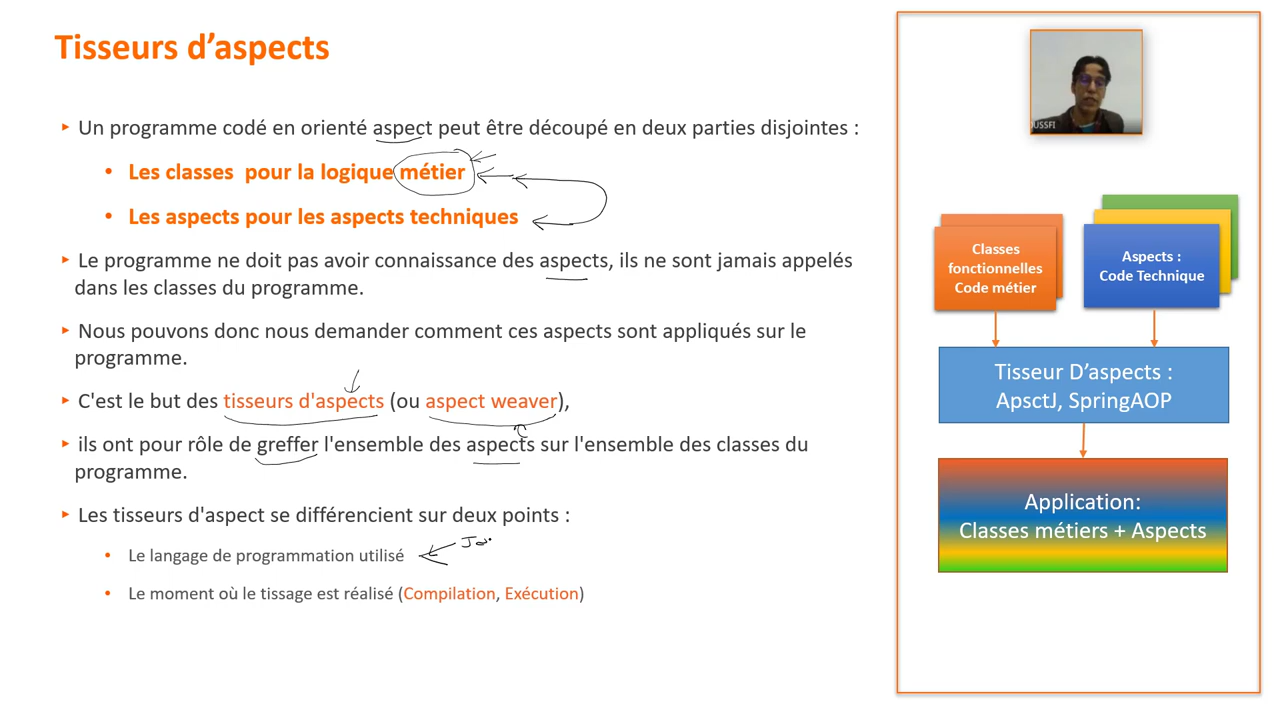 Tisseurs d'aspects
▸ Un programme codé en orienté aspect peut être découpé en deux parties disjointes :
• Les classes pour la logique métier
• Les aspects pour les aspects techniques
▸ Le programme ne doit pas avoir connaissance des aspects, ils ne sont jamais appelés
dans les classes du programme.
▸ Nous pouvons donc nous demander comment ces aspects sont appliqués sur le
programme.
▸ C'est le but des tisseurs d'aspects (ou aspect weaver),
▸ ils ont pour rôle de greffer l'ensemble des aspects sur l'ensemble des classes du
programme.
▸ Les tisseurs d'aspect se différencient sur deux points :
• Le langage de programmation utilisé
• Le moment où le tissage est réalisé (Compilation, Exécution)
Classes
fonctionnelles
Code métier
Aspects :
Code Technique
Tisseur D'aspects :
ApsctJ, SpringAOP
Application:
Classes métiers + Aspects